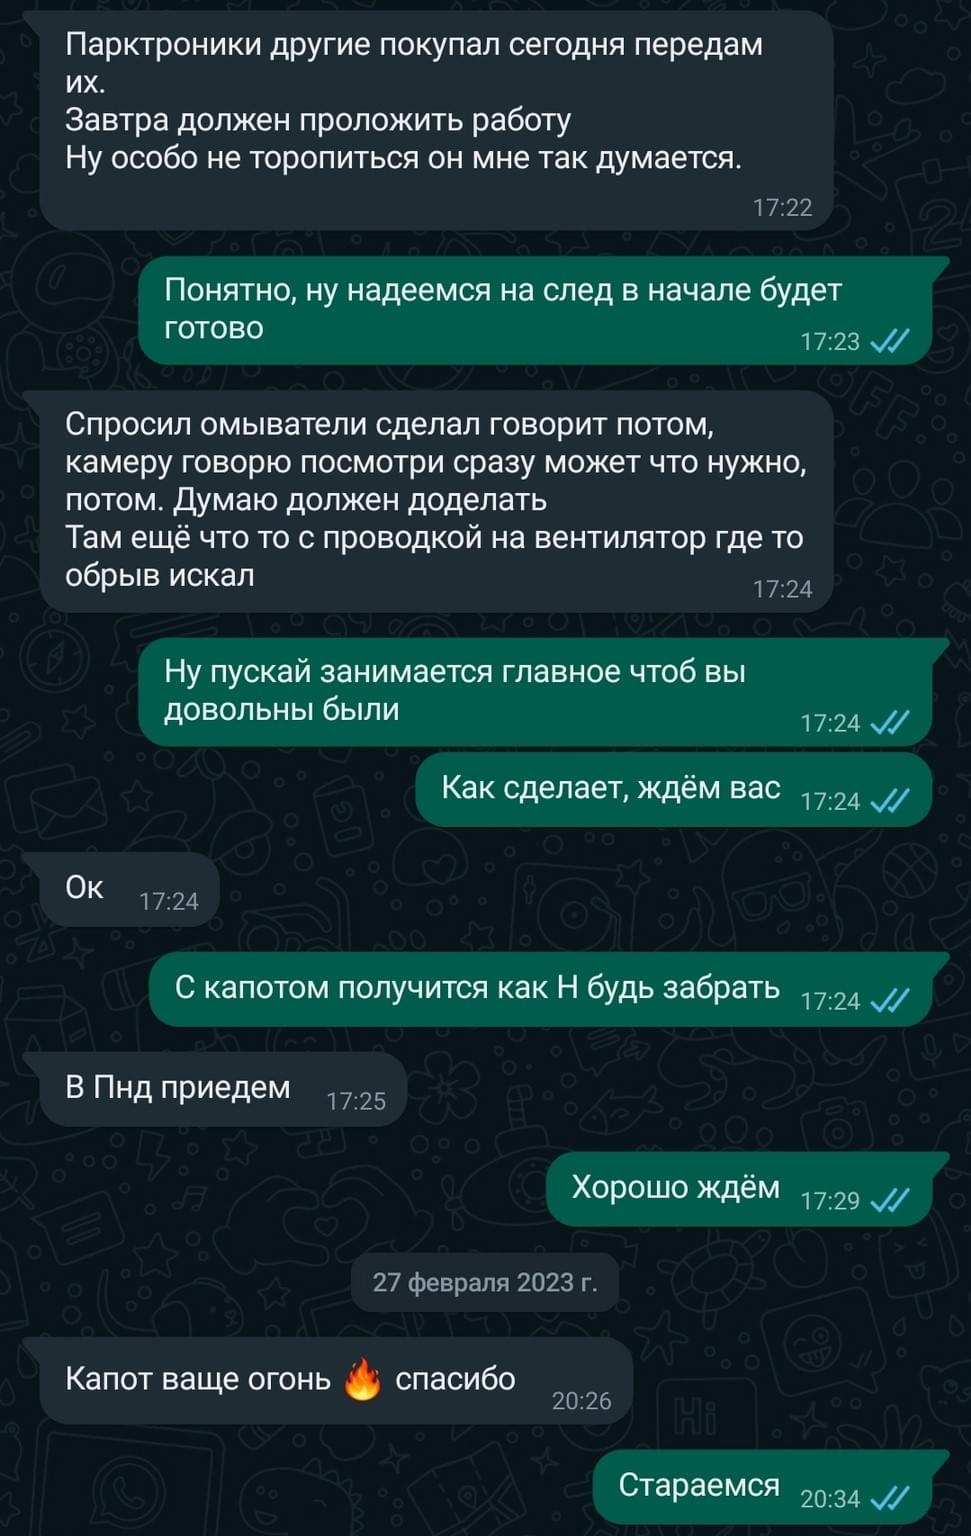 Парктроники другие покупал сегодня передам
их.
Завтра должен проложить работу
Ну особо не торопиться он мне так думается.
17:22
Понятно, ну надеемся на след в начале будет
готово
17:23
Спросил омыватели сделал говорит потом,
камеру говорю посмотри сразу может что нужно,
потом. Думаю должен доделать
Там ещё что то с проводкой на вентилятор где то
обрыв искал
17:24
Ну пускай занимается главное чтоб вы
довольны были
17:24
Как сделает, ждём вас 17:24
Ок 17:24
С капотом получится как Н будь забрать 17:24
В Пнд приедем 17:25
Хорошо ждём 17:29
27 февраля 2023 г.
Капот ваще огонь 🔥 спасибо 20:26
Стараемся 20:34